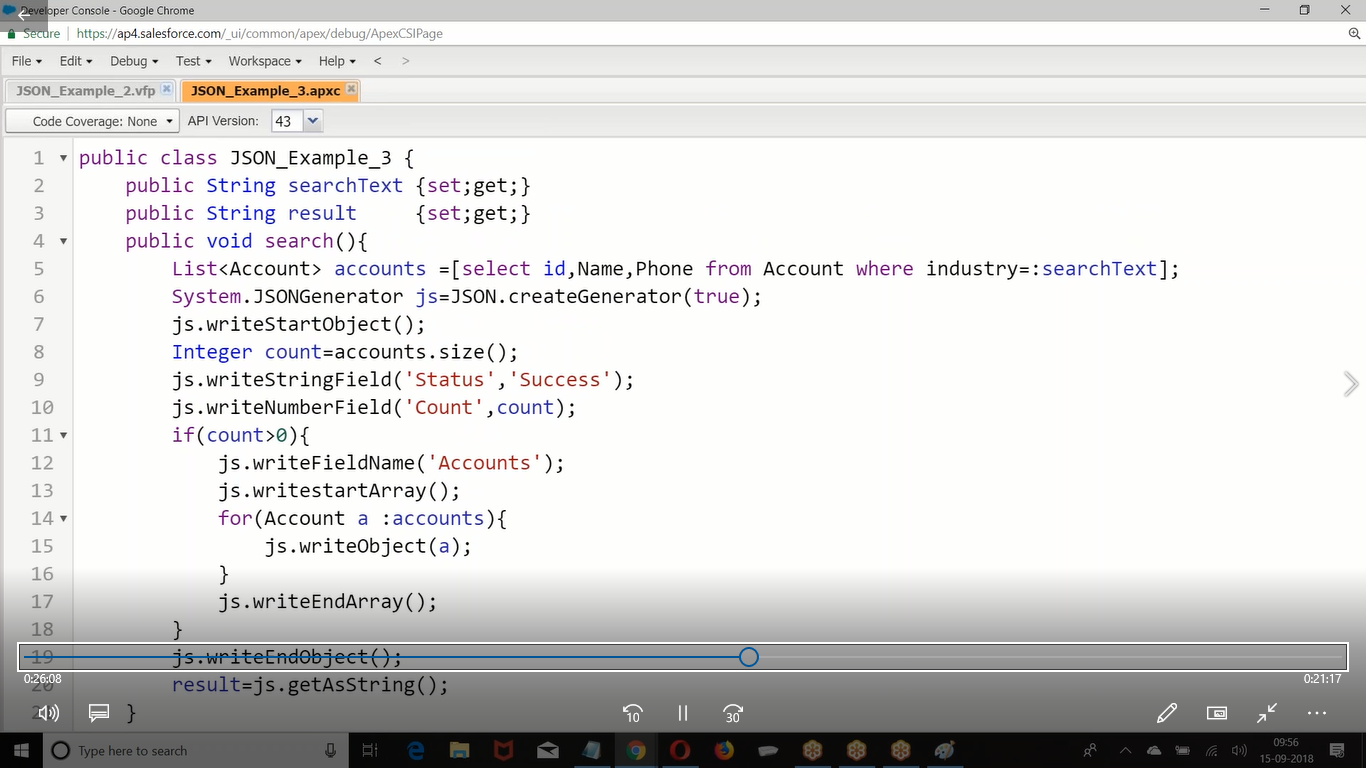 Developer Console - Google Chrome
Secure | https://ap4.salesforce.com/_ui/common/apex/debug/ApexCSIPage
File Edit Debug Test Workspace Help < >
JSON_Example_2.vfp JSON_Example_3.apxc
Code Coverage: None API Version: 43
1 public class JSON_Example_3 {
2 public String searchText {set;get;}
3 public String result {set;get;}
4 public void search(){
5 List<Account> accounts =[select id,Name,Phone from Account where industry=:searchText];
6 System.JSONGenerator js=JSON.createGenerator(true);
7 js.writeStartObject();
8 Integer count=accounts.size();
9 js.writeStringField('Status','Success');
10 js.writeNumberField('Count',count);
11 if(count>0){
12 js.writeFieldName('Accounts');
13 js.writestartArray();
14 for(Account a :accounts){
15 js.writeObject(a);
16 }
17 js.writeEndArray();
18 }
19 js.writeEndObject();
0:26:08 0:21:17
20 result=js.getAsString();
}
10 30
Type here to search
09:56
15-09-2018